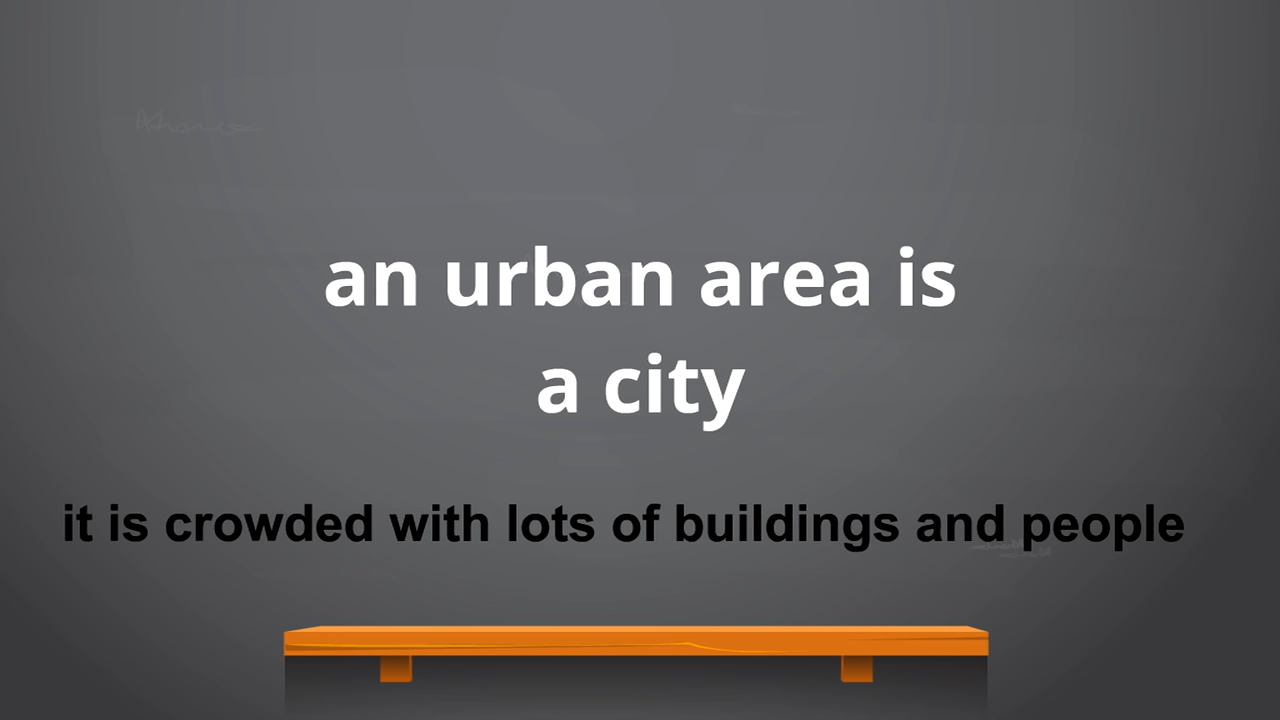 an urban area is
a city
it is crowded with lots of buildings and people